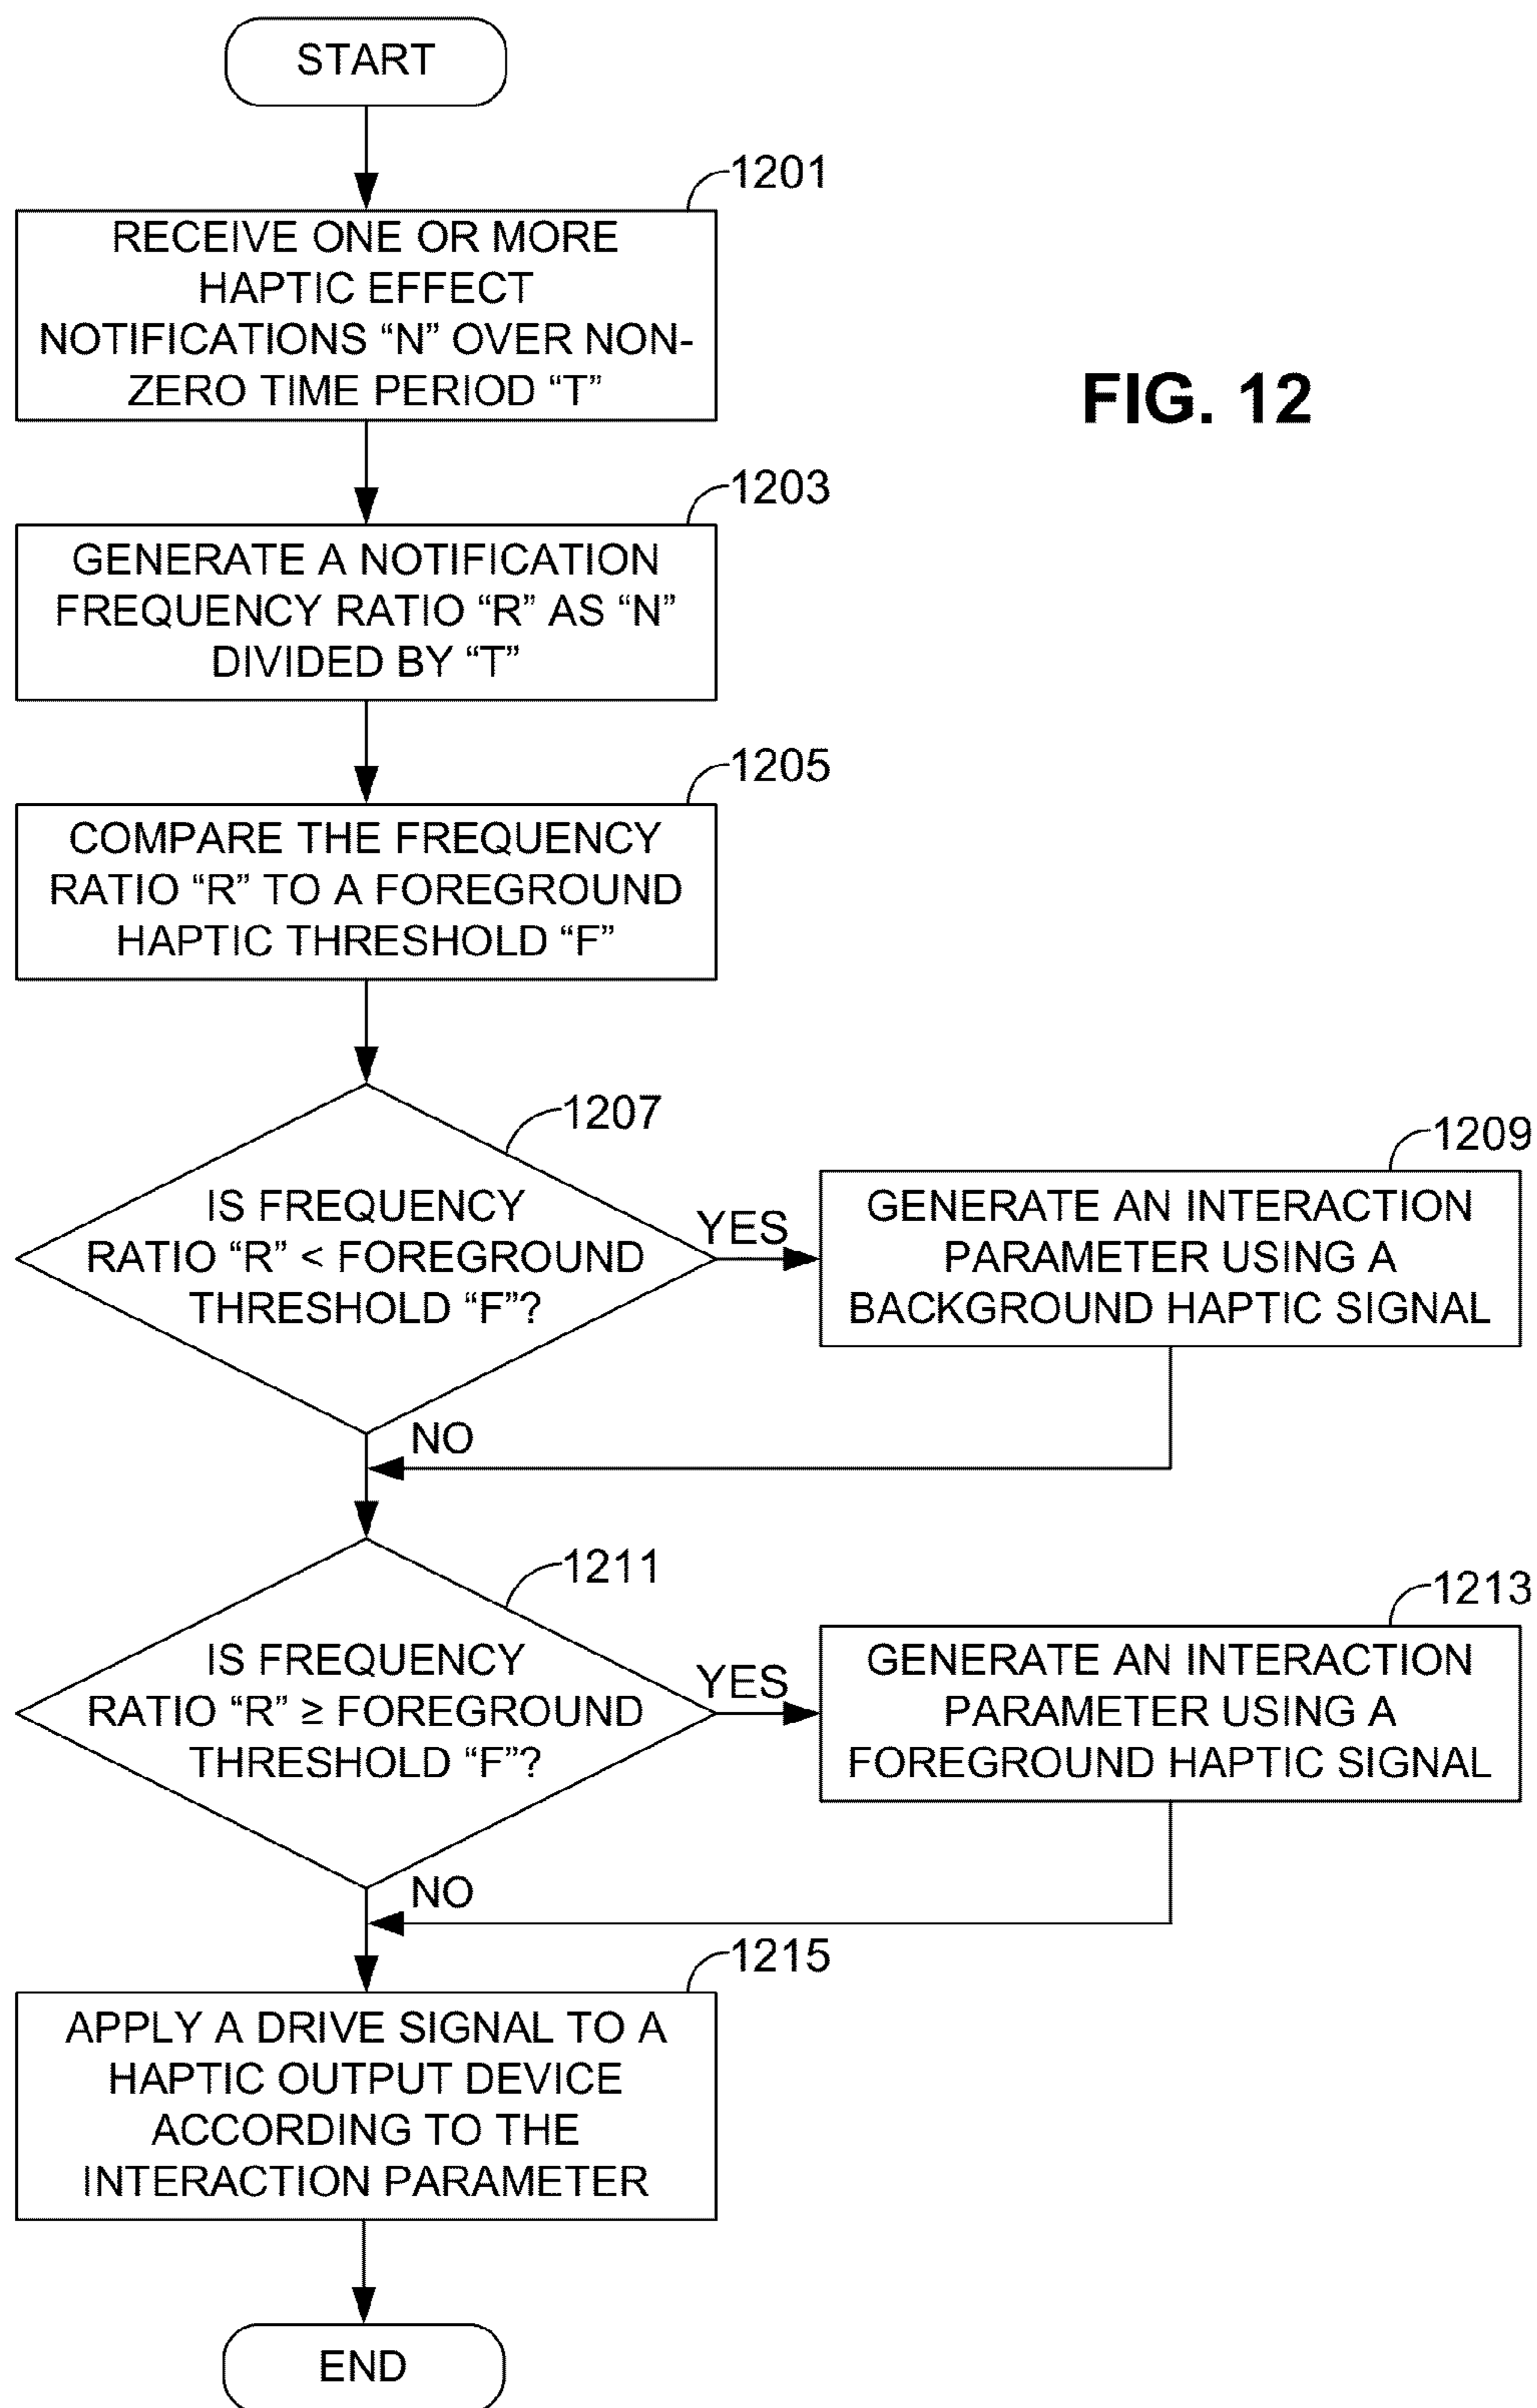 START
1201
RECEIVE ONE OR MORE
HAPTIC EFFECT
NOTIFICATIONS “N” OVER NON-
ZERO TIME PERIOD “T”
FIG. 12
1203
GENERATE A NOTIFICATION
FREQUENCY RATIO “R” AS “N”
DIVIDED BY “T”
1205
COMPARE THE FREQUENCY
RATIO “R” TO A FOREGROUND
HAPTIC THRESHOLD “F”
1207
IS FREQUENCY
RATIO “R” < FOREGROUND
THRESHOLD “F”?
YES
1209
GENERATE AN INTERACTION
PARAMETER USING A
BACKGROUND HAPTIC SIGNAL
NO
1211
IS FREQUENCY
RATIO “R” ≥ FOREGROUND
THRESHOLD “F”?
YES
1213
GENERATE AN INTERACTION
PARAMETER USING A
FOREGROUND HAPTIC SIGNAL
NO
1215
APPLY A DRIVE SIGNAL TO A
HAPTIC OUTPUT DEVICE
ACCORDING TO THE
INTERACTION PARAMETER
END